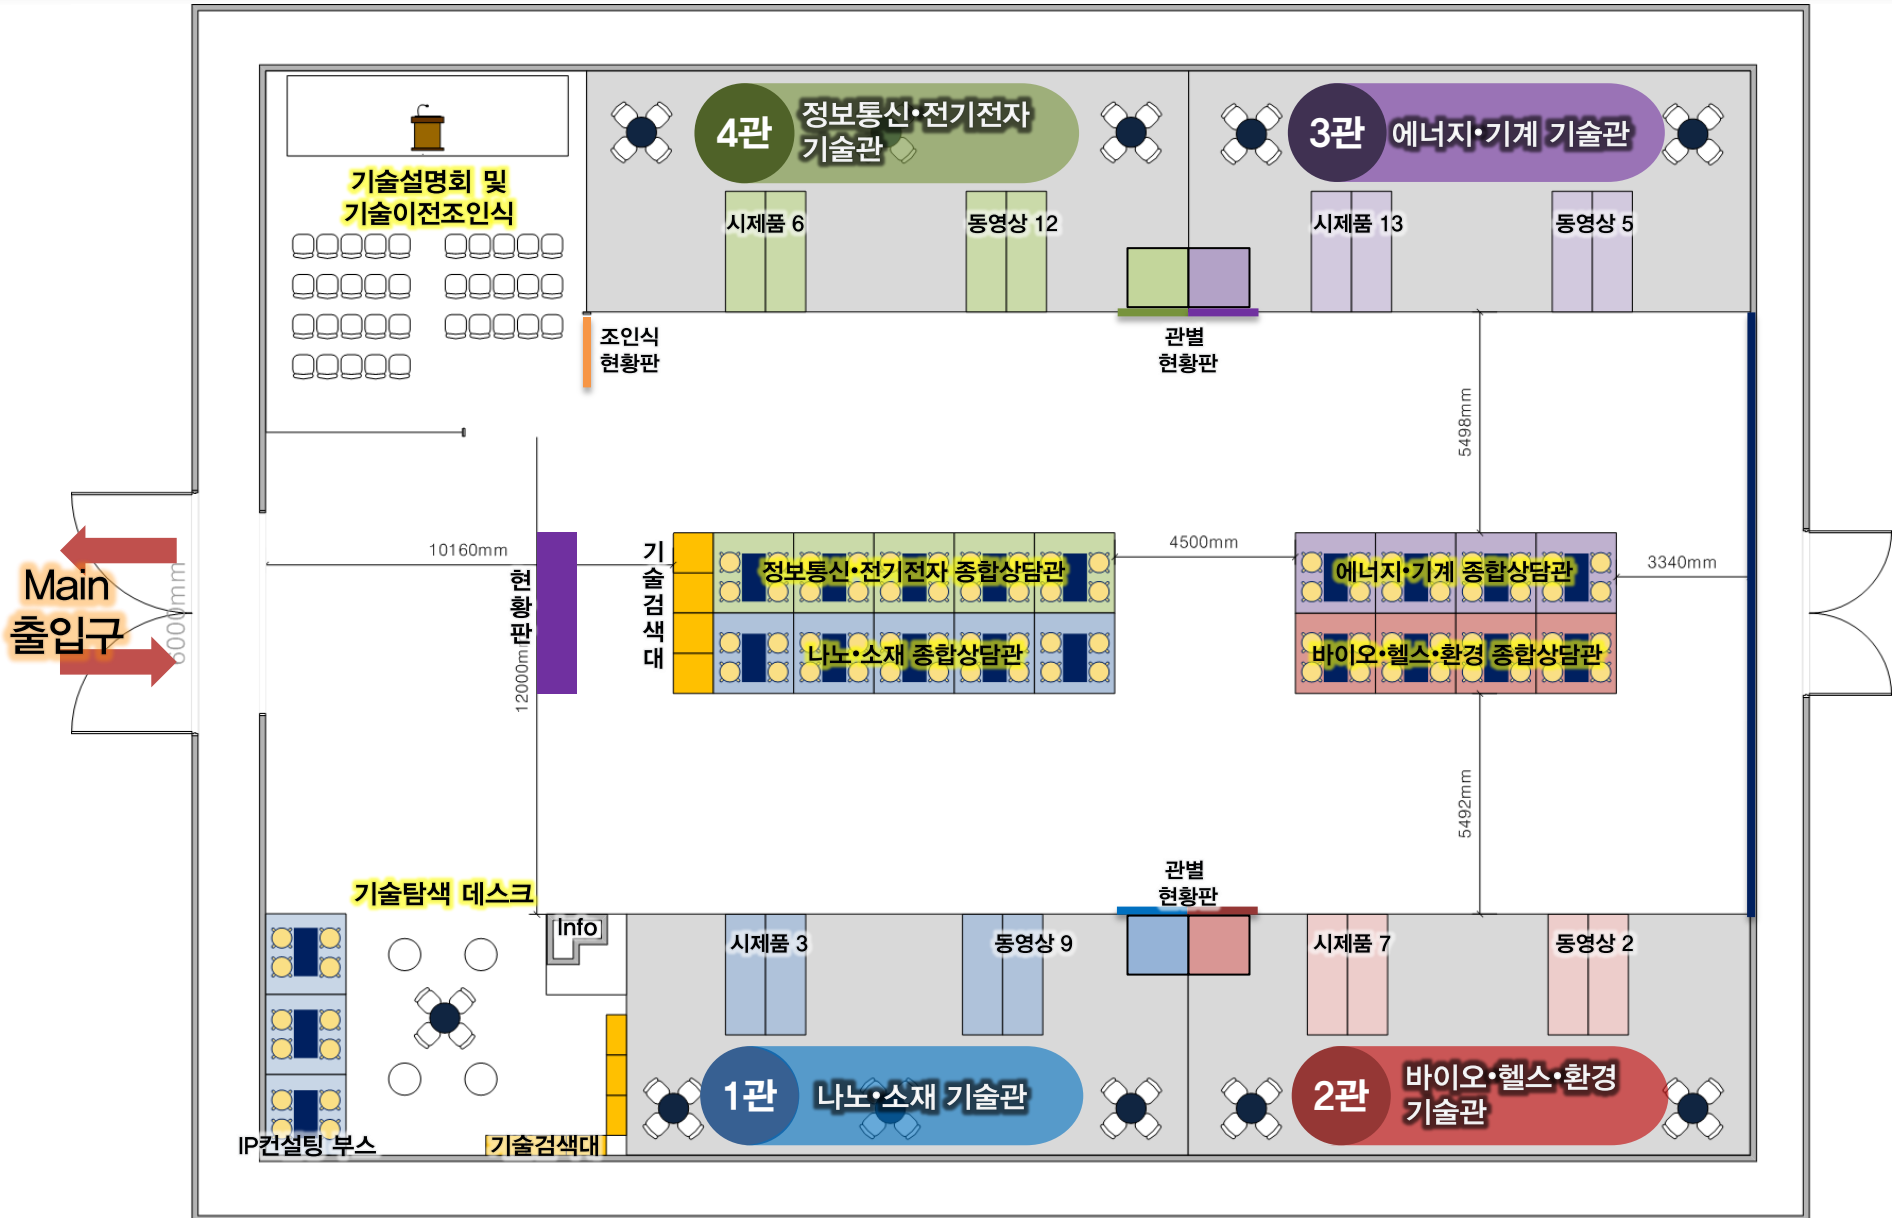 4관
정보통신•전기전자
기술관
3관
에너지•기계 기술관
기술설명회 및
기술이전조인식
시제품 6
동영상 12
시제품 13
동영상 5
조인식
현황판
관별
현황판
5498mm
10160mm
4500mm
3340mm
Main
출입구
6000mm
현황판
12000mm
기술검색대
정보통신•전기전자 종합상담관
에너지•기계 종합상담관
나노•소재 종합상담관
바이오•헬스•환경 종합상담관
5492mm
관별
현황판
기술탐색 데스크
Info
시제품 3
동영상 9
시제품 7
동영상 2
1관
나노•소재 기술관
2관
바이오•헬스•환경
기술관
IP컨설팅 부스
기술검색대